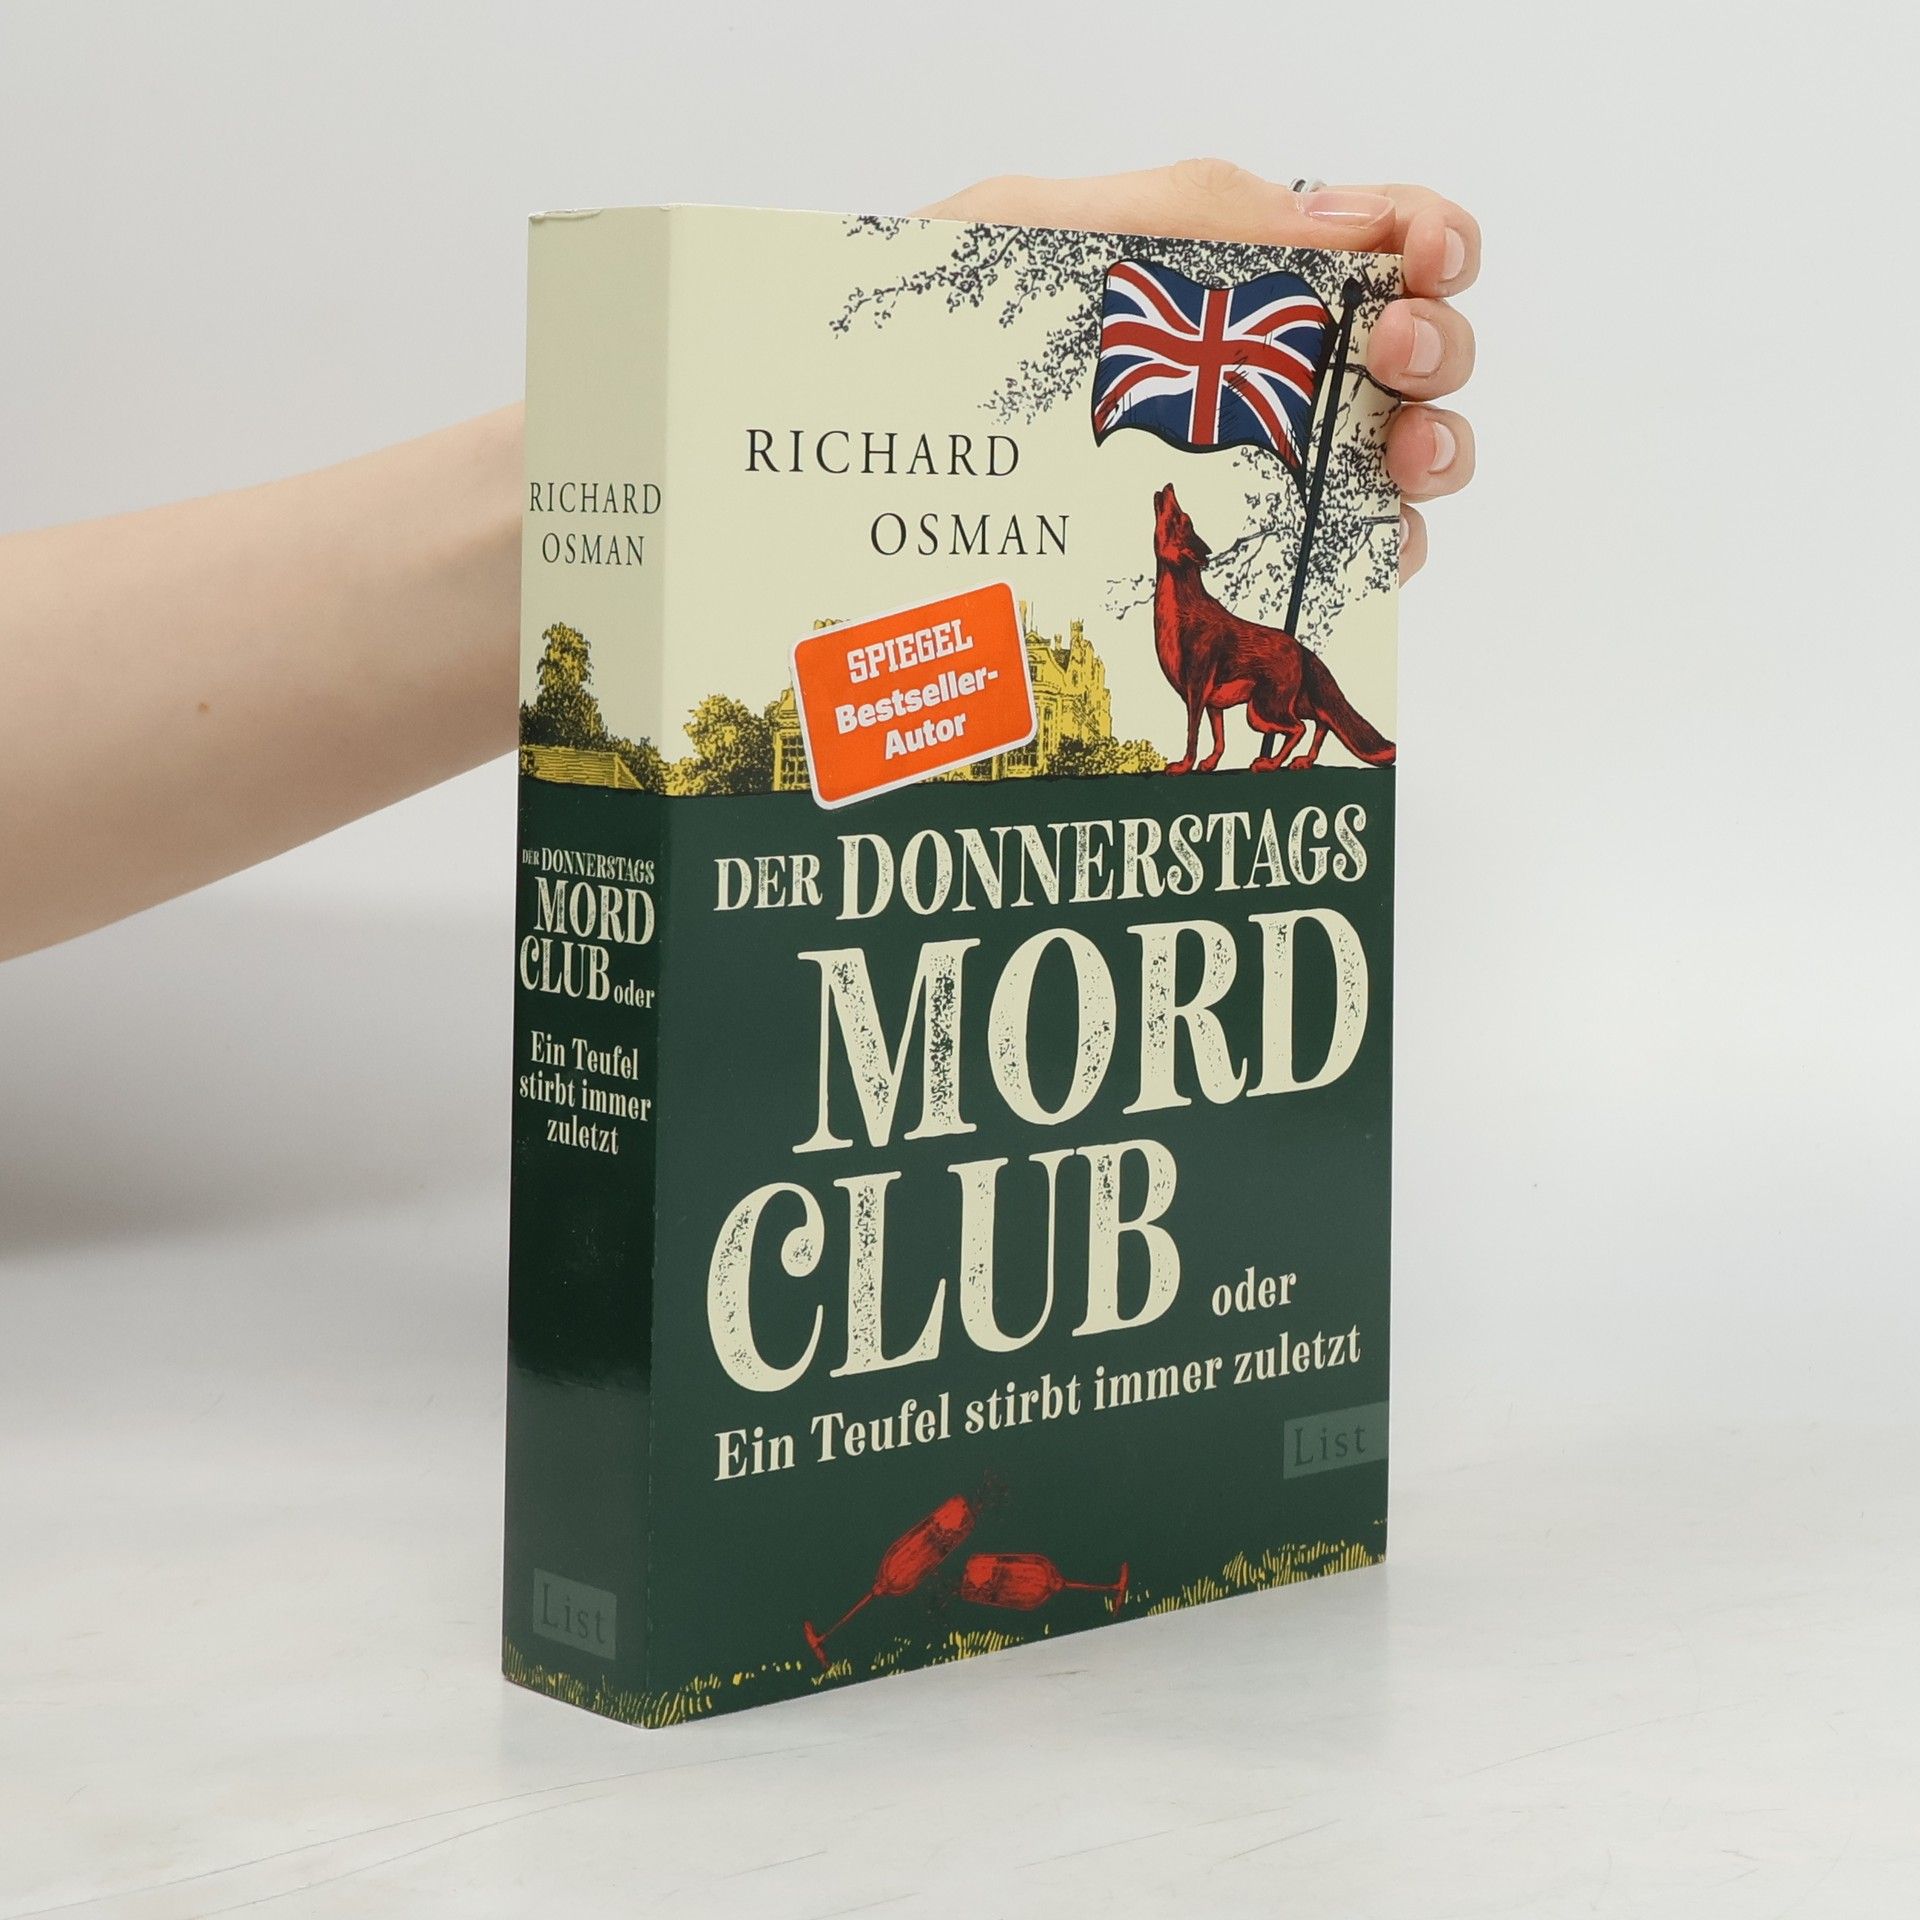 RICHARD
OSMAN
DER DONNERSTAGS
MORD
CLUB oder
Ein Teufel
stirbt immer
zuletzt
List
RICHARD
OSMAN
SPIEGEL
Bestseller-
Autor
DER DONNERSTAGS
MORD
CLUB oder
Ein Teufel stirbt immer zuletzt
List